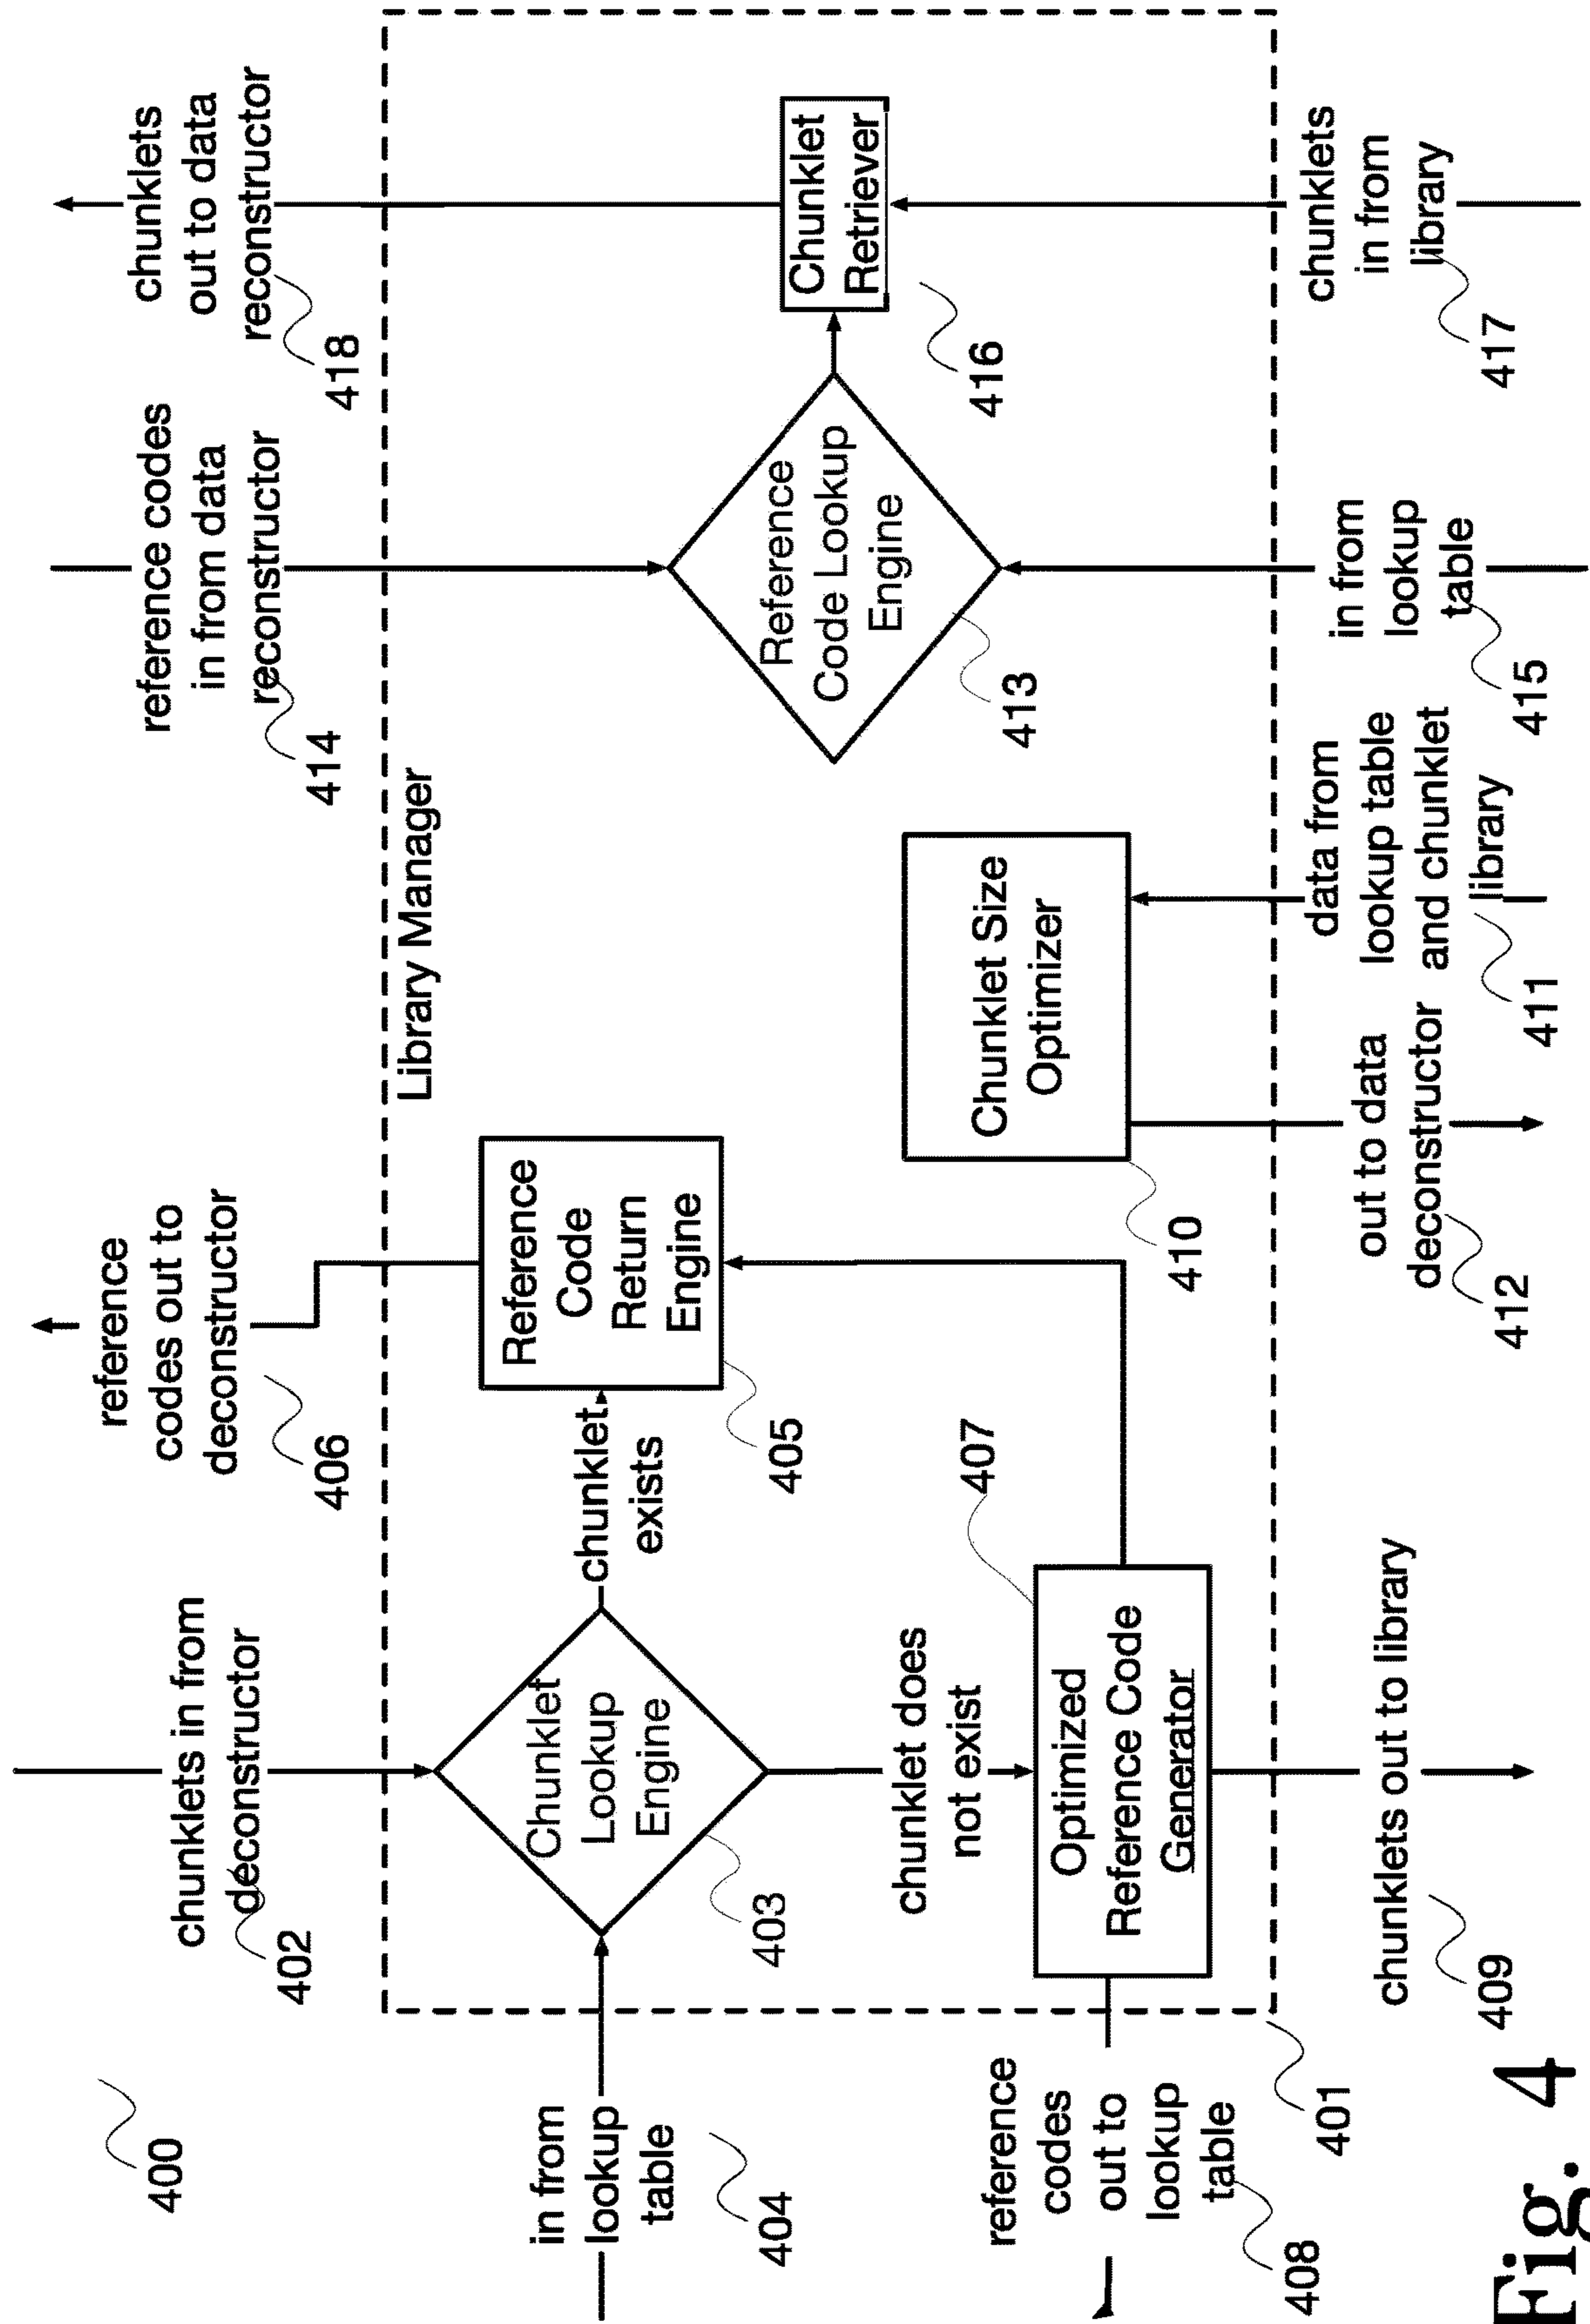 400
chunklets in from
deconstructor
402
reference
codes out to
deconstructor
406
reference codes
in from data
reconstructor
414
chunklets
out to data
reconstructor
418
Library Manager
in from
lookup
table
404
Chunklet
Lookup
Engine
403
chunklet
exists
Reference
Code
Return
Engine
405
chunklet does
not exist
407
Optimized
Reference Code
Generator
reference
codes
out to
lookup
table
408
401
chunklets out to library
409
Chunklet Size
Optimizer
410
out to data
deconstructor
412
data from
lookup table
and chunklet
library
411
Reference
Code Lookup
Engine
413
in from
lookup
table
415
Chunklet
Retriever
416
chunklets
in from
library
417
Fig. 4